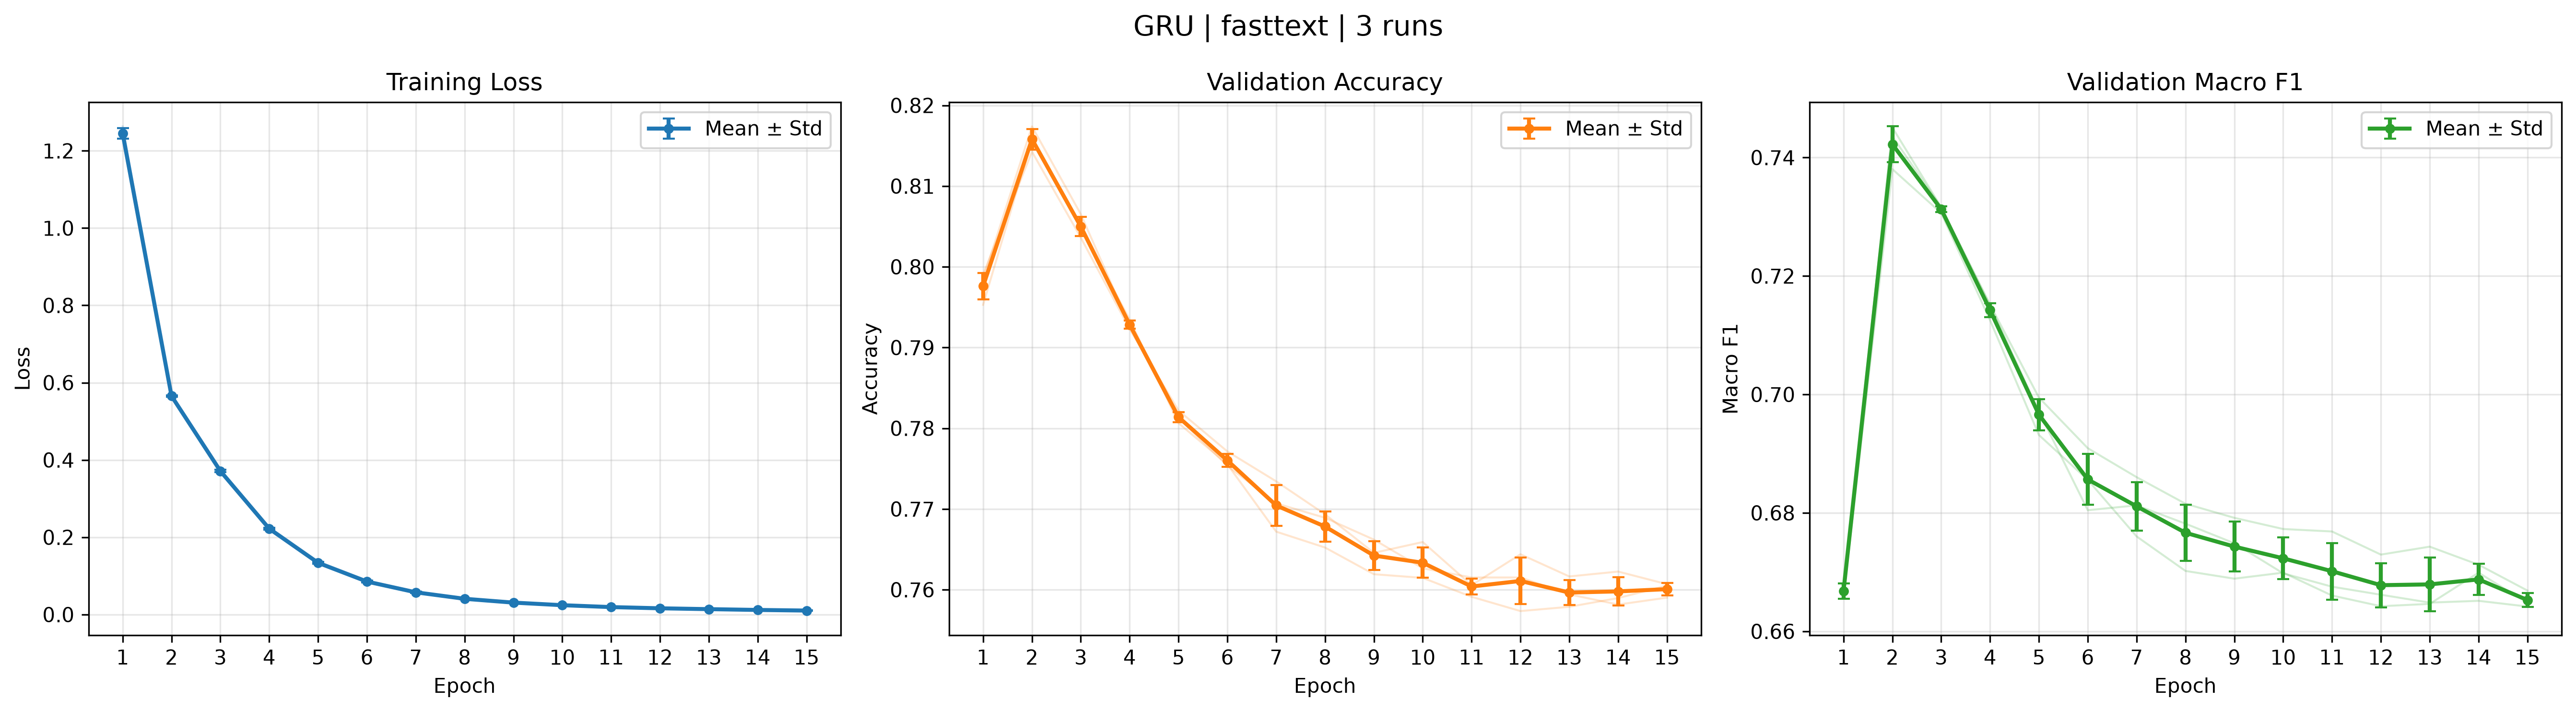 GRU | fasttext | 3 runs
Training Loss
Mean ± Std
Loss
1.2
1.0
0.8
0.6
0.4
0.2
0.0
1 2 3 4 5 6 7 8 9 10 11 12 13 14 15
Epoch
Validation Accuracy
Mean ± Std
Accuracy
0.82
0.81
0.80
0.79
0.78
0.77
0.76
1 2 3 4 5 6 7 8 9 10 11 12 13 14 15
Epoch
Validation Macro F1
Mean ± Std
Macro F1
0.74
0.72
0.70
0.68
0.66
1 2 3 4 5 6 7 8 9 10 11 12 13 14 15
Epoch